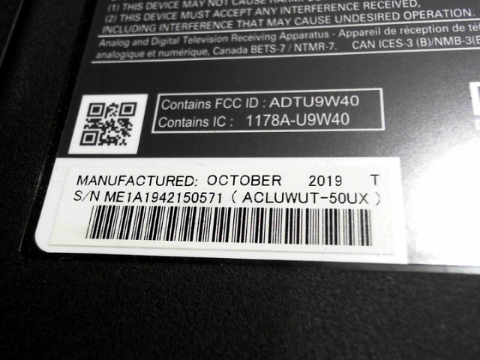 (1) THIS DEVICE MAY NOT CAUSE HARMF
(2) THIS DEVICE MUST ACCEPT ANY INTERFERENCE RECEIVED,
INCLUDING INTERFERENCE THAT MAY CAUSE UNDESIRED OPERATION.
Analog and Digital Television Receiving Apparatus - Appareil de réception de té
analogique et numérique, Canada BETS-7 / NTMR-7. CAN ICES-3 (B)/NMB-3(B
Contains FCC ID : ADTU9W40
Contains IC : 1178A-U9W40
MANUFACTURED: OCTOBER 2019 T
S/N ME1A1942150571 ( ACLUWUT-50UX )